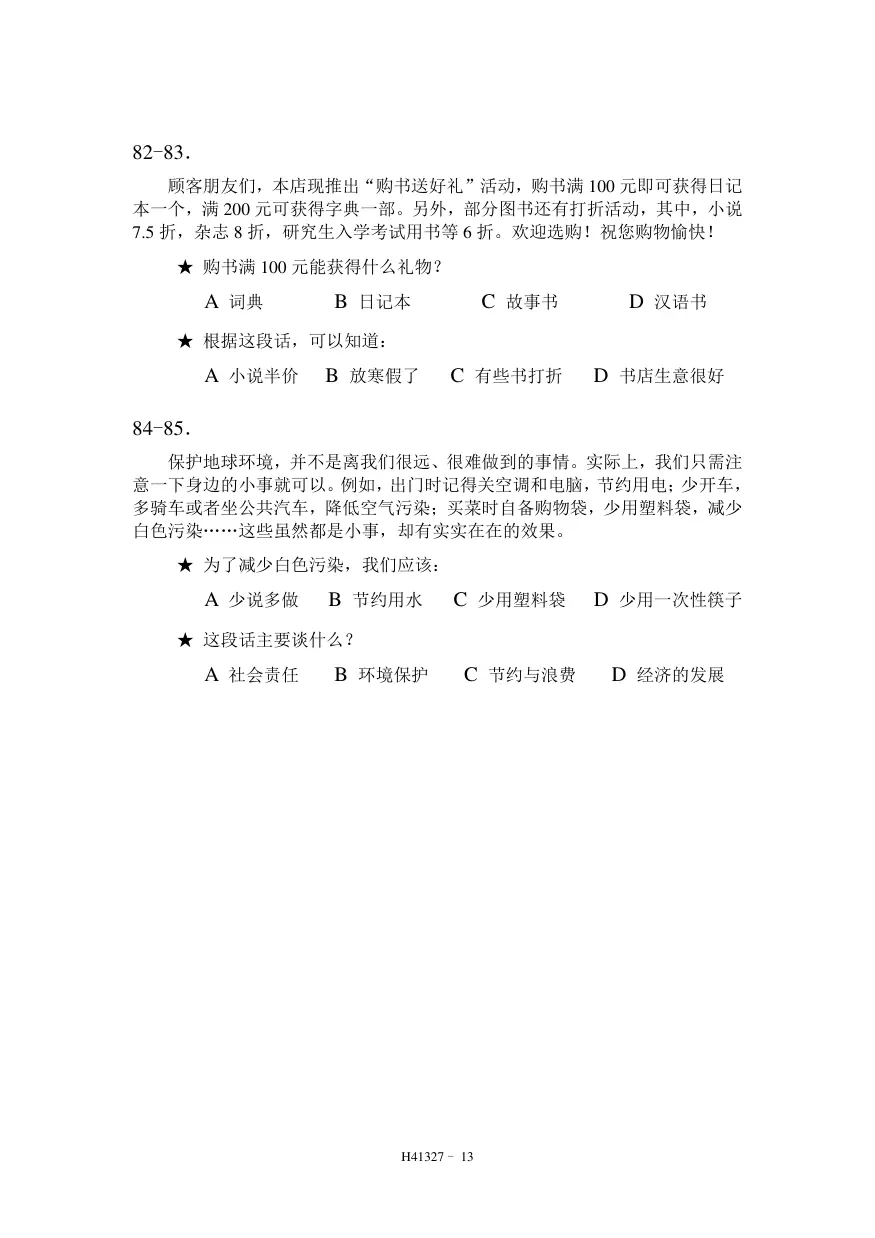 82-83.
顾客朋友们，本店现推出“购书送好礼”活动，购书满 100 元即可获得日记
本一个，满 200 元可获得字典一部。另外，部分图书还有打折活动，其中，小说
7.5 折，杂志 8 折，研究生入学考试用书等 6 折。欢迎选购！祝您购物愉快！
★ 购书满 100 元能获得什么礼物？
A 词典 B 日记本 C 故事书 D 汉语书
★ 根据这段话，可以知道：
A 小说半价 B 放寒假了 C 有些书打折 D 书店生意很好
84-85.
保护地球环境，并不是离我们很远、很难做到的事情。实际上，我们只需注
意一下身边的小事就可以。例如，出门时记得关空调和电脑，节约用电；少开车，
多骑车或者坐公共汽车，降低空气污染；买菜时自备购物袋，少用塑料袋，减少
白色污染……这些虽然都是小事，却有实实在在的效果。
★ 为了减少白色污染，我们应该：
A 少说多做 B 节约用水 C 少用塑料袋 D 少用一次性筷子
★ 这段话主要谈什么？
A 社会责任 B 环境保护 C 节约与浪费 D 经济的发展
H41327- 13